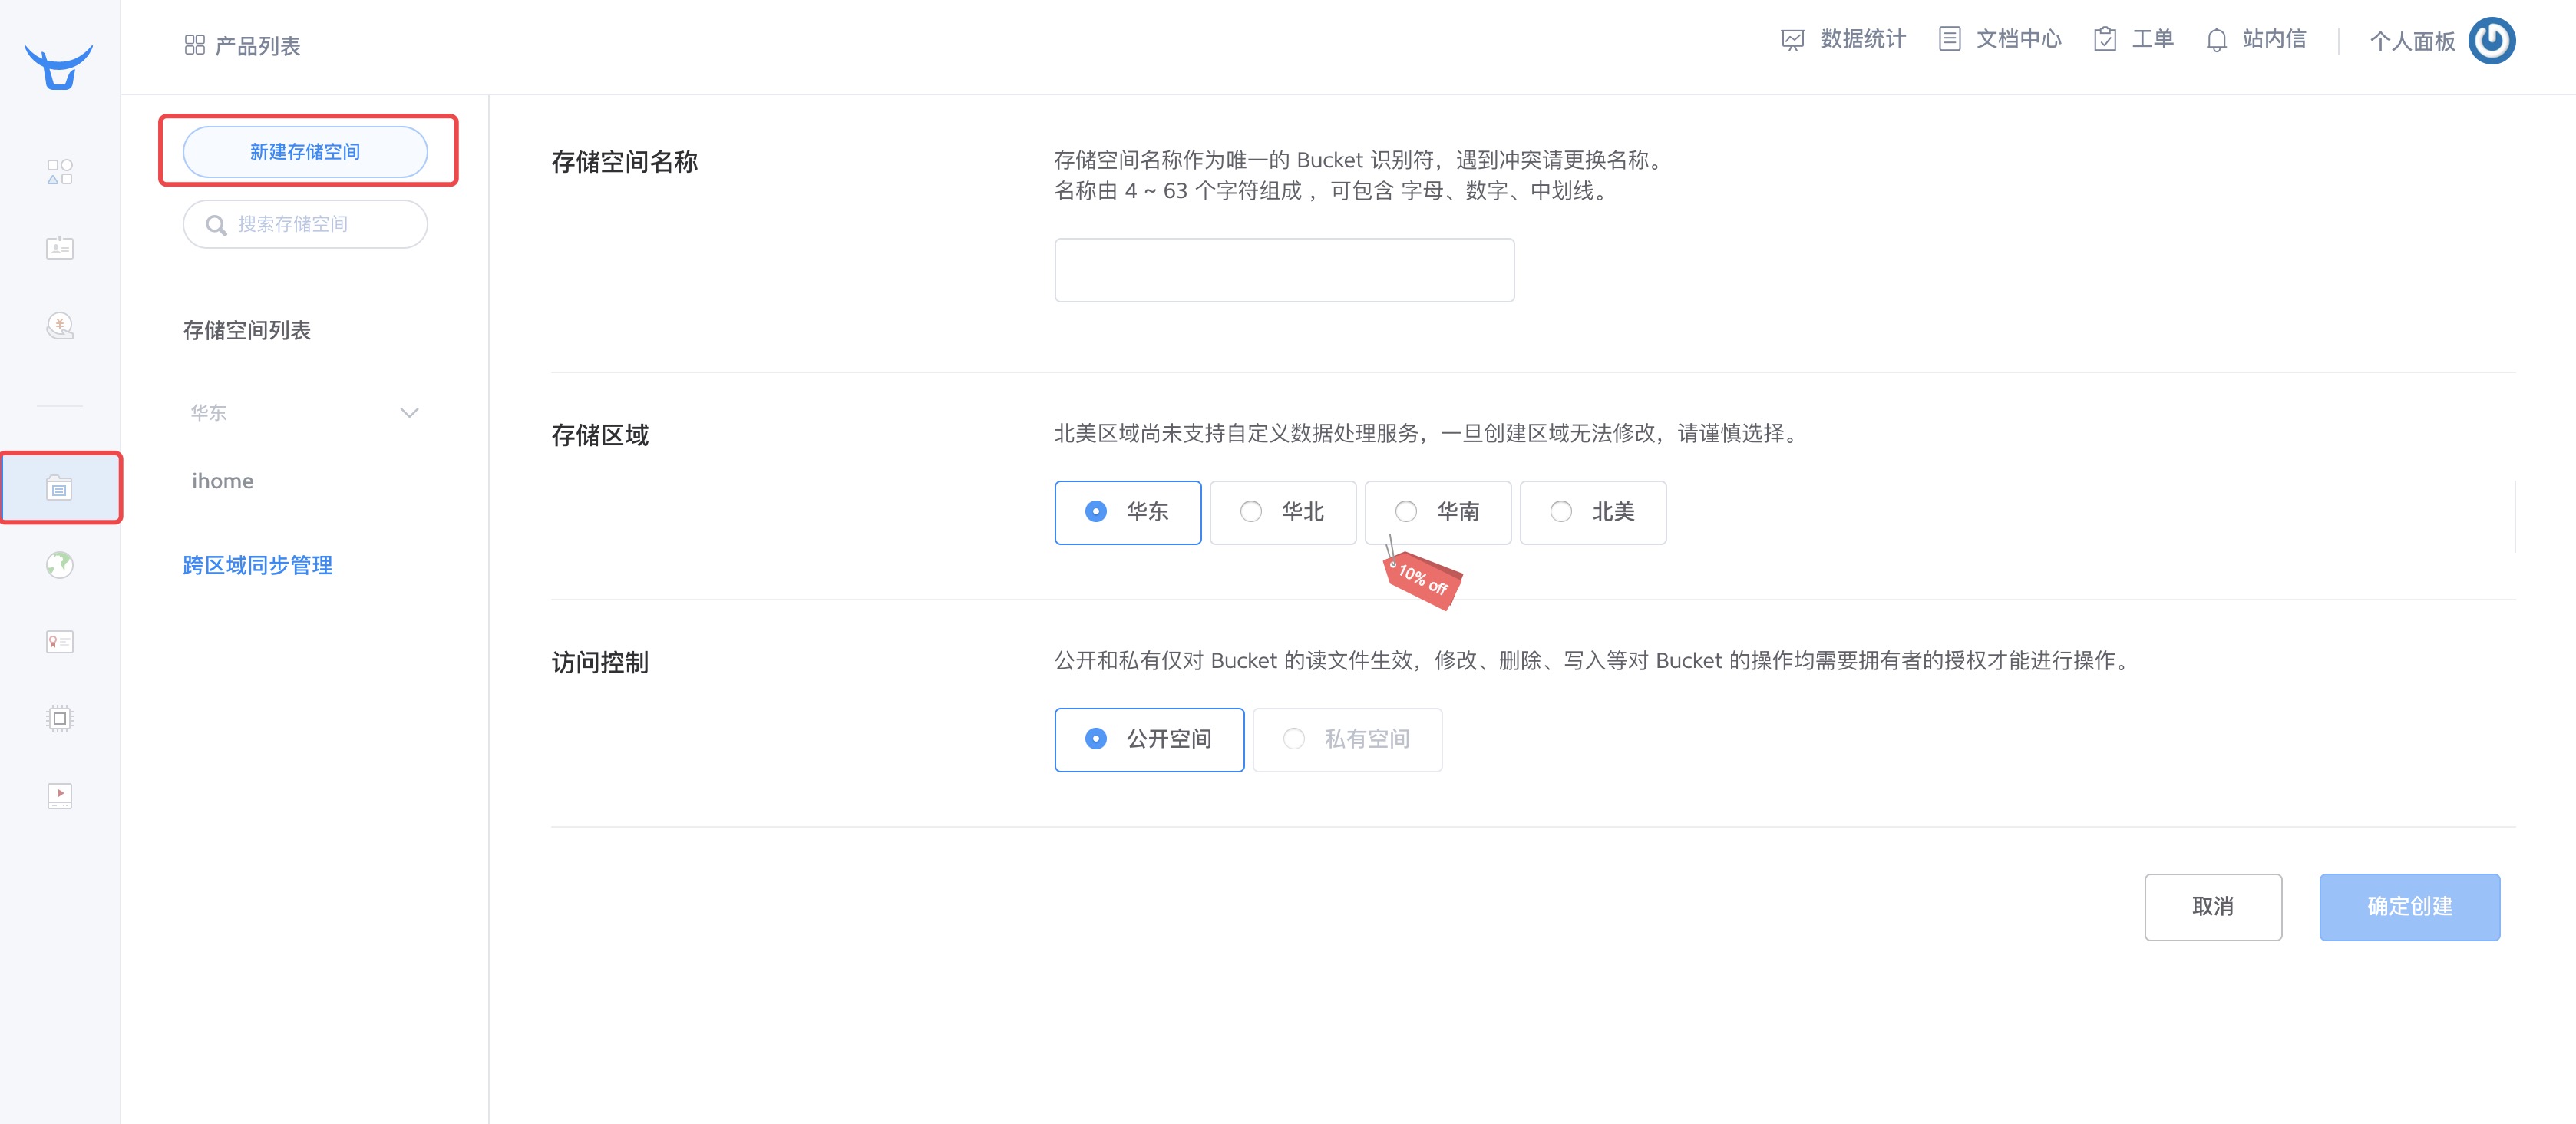 产品列表
数据统计
文档中心
工单
站内信
个人面板
新建存储空间
搜索存储空间
存储空间列表
华东
ihome
跨区域同步管理
存储空间名称
存储空间名称作为唯一的 Bucket 识别符，遇到冲突请更换名称。
名称由 4 ~ 63 个字符组成 ，可包含 字母、数字、中划线。
存储区域
北美区域尚未支持自定义数据处理服务，一旦创建区域无法修改，请谨慎选择。
华东
华北
华南
北美
10% off
访问控制
公开和私有仅对 Bucket 的读文件生效，修改、删除、写入等对 Bucket 的操作均需要拥有者的授权才能进行操作。
公开空间
私有空间
取消
确定创建